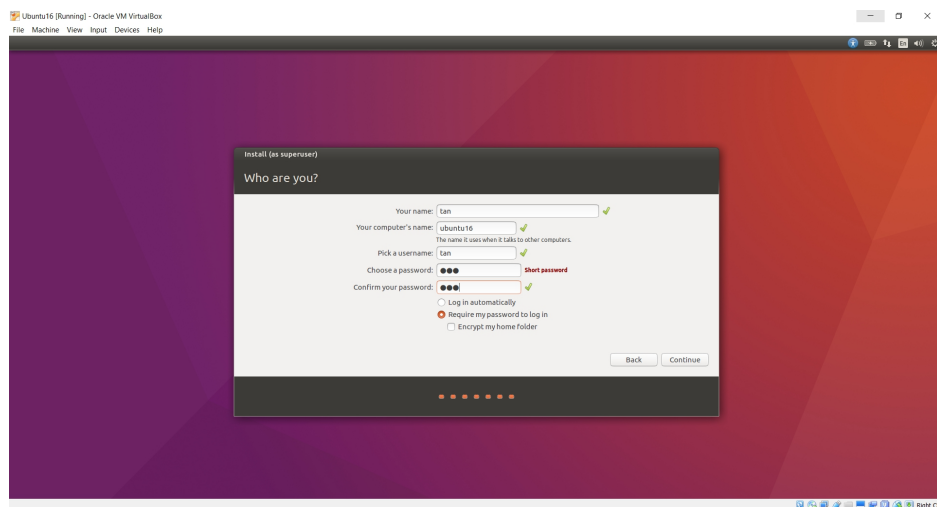 Ubuntu16 [Running] - Oracle VM VirtualBox
File Machine View Input Devices Help
En
Install (as superuser)
Who are you?
Your name: tan
Your computer's name: ubuntu16
The name it uses when it talks to other computers.
Pick a username: tan
Choose a password: ●●● Short password
Confirm your password: ●●●
Log in automatically
Require my password to log in
Encrypt my home folder
Back Continue
Right C